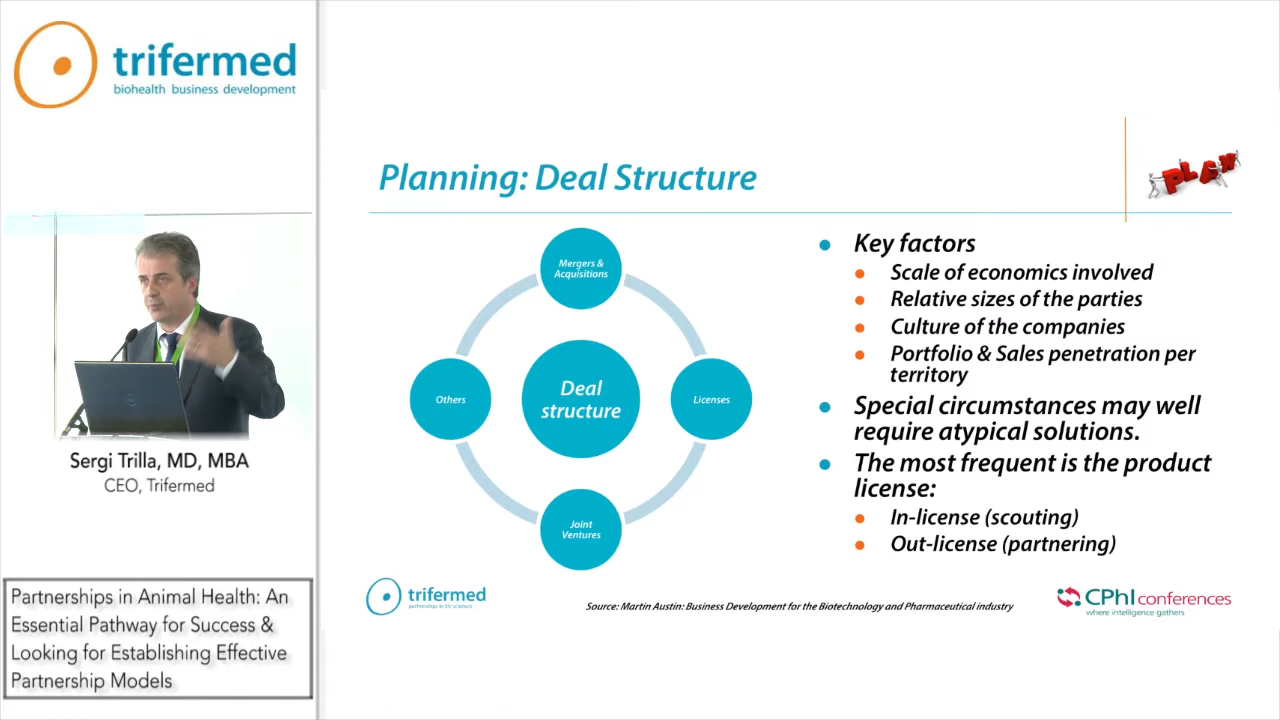 trifermed
biohealth business development
Sergi Trilla, MD, MBA
CEO, Trifermed
Partnerships in Animal Health: An
Essential Pathway for Success &
Looking for Establishing Effective
Partnership Models
Planning: Deal Structure
PLAN
Mergers &
Acquisitions
Others
Deal
structure
Licenses
Joint
Ventures
Key factors
Scale of economics involved
Relative sizes of the parties
Culture of the companies
Portfolio & Sales penetration per
territory
Special circumstances may well
require atypical solutions.
The most frequent is the product
license:
In-license (scouting)
Out-license (partnering)
trifermed
partnerships in life sciences
Source: Martin Austin: Business Development for the Biotechnology and Pharmaceutical industry
CPhI conferences
where intelligence gathers